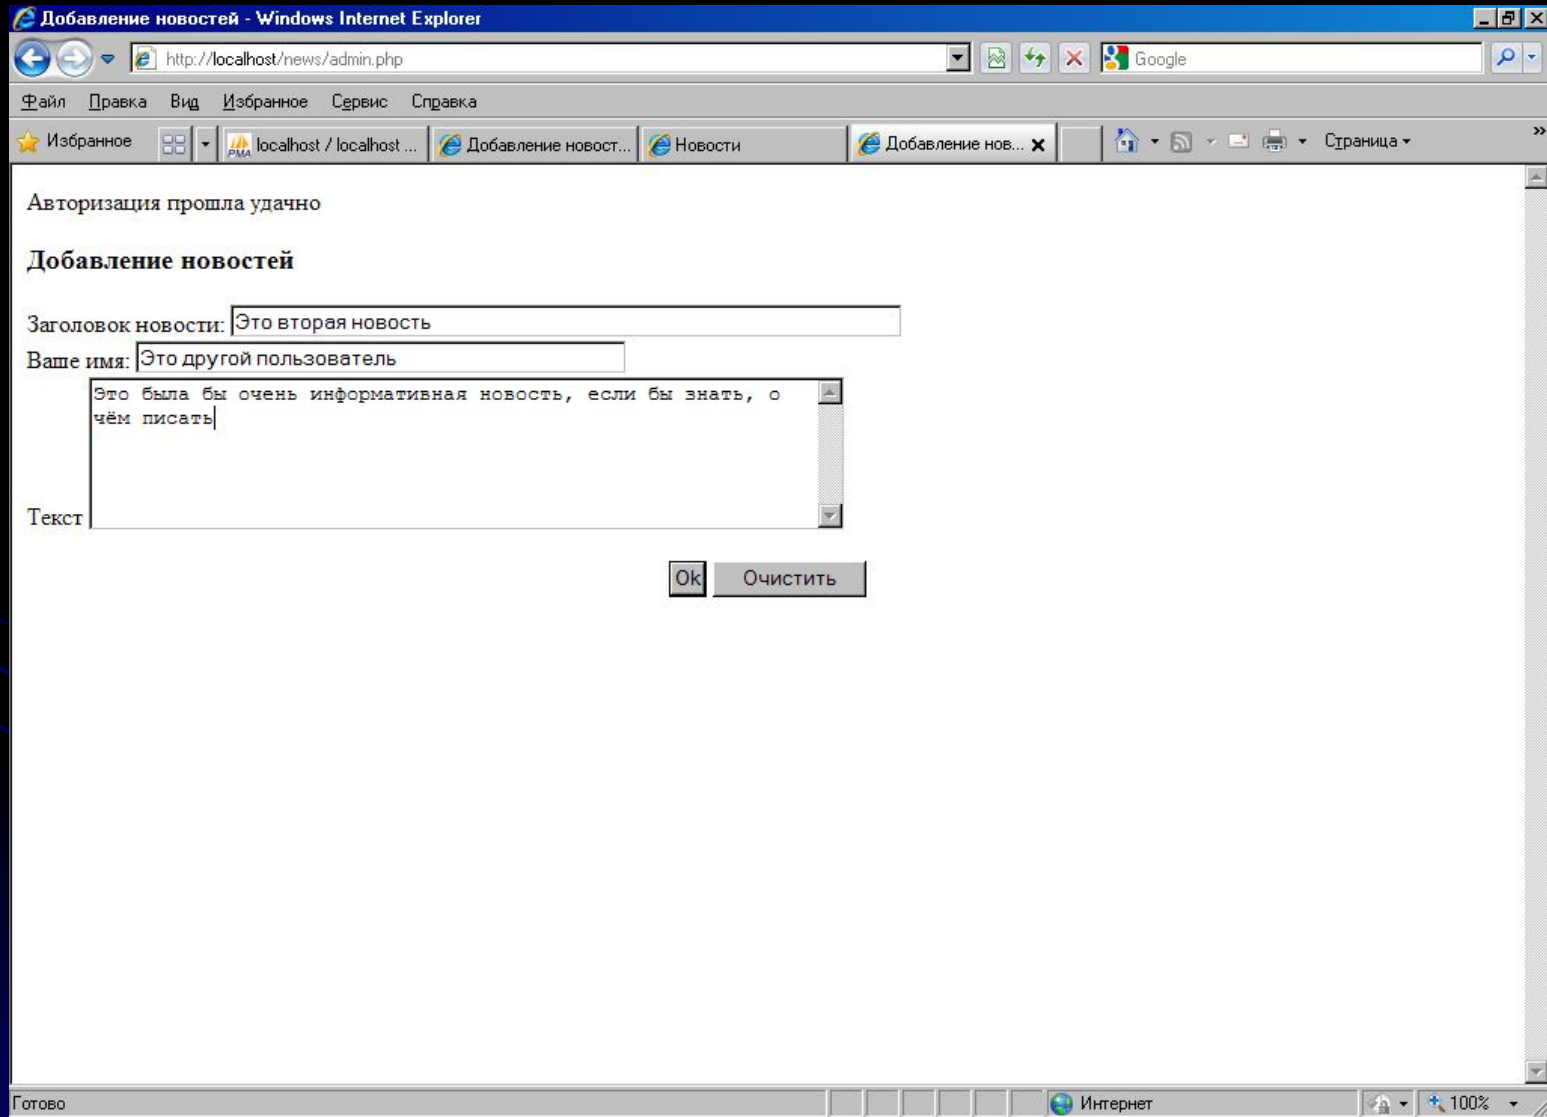 Добавление новостей - Windows Internet Explorer
http://localhost/news/admin.php
Google
Файл Правка Вид Избранное Сервис Справка
Избранное PMA localhost / localhost ... Добавление новост... Новости Добавление нов... Страница
Авторизация прошла удачно
Добавление новостей
Заголовок новости: Это вторая новость
Ваше имя: Это другой пользователь
Это была бы очень информативная новость, если бы знать, о
чём писать
Текст
Ok Очистить
Готово Интернет 100%